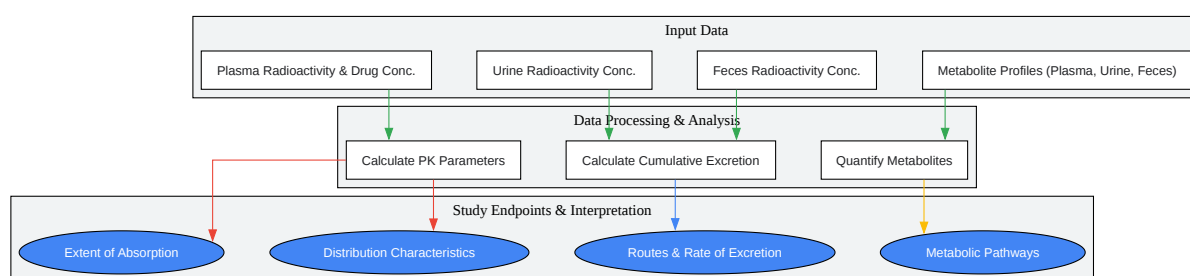 Input Data
Plasma Radioactivity & Drug Conc.
Urine Radioactivity Conc.
Feces Radioactivity Conc.
Metabolite Profiles (Plasma, Urine, Feces)
Data Processing & Analysis
Calculate PK Parameters
Calculate Cumulative Excretion
Quantify Metabolites
Study Endpoints & Interpretation
Extent of Absorption
Distribution Characteristics
Routes & Rate of Excretion
Metabolic Pathways